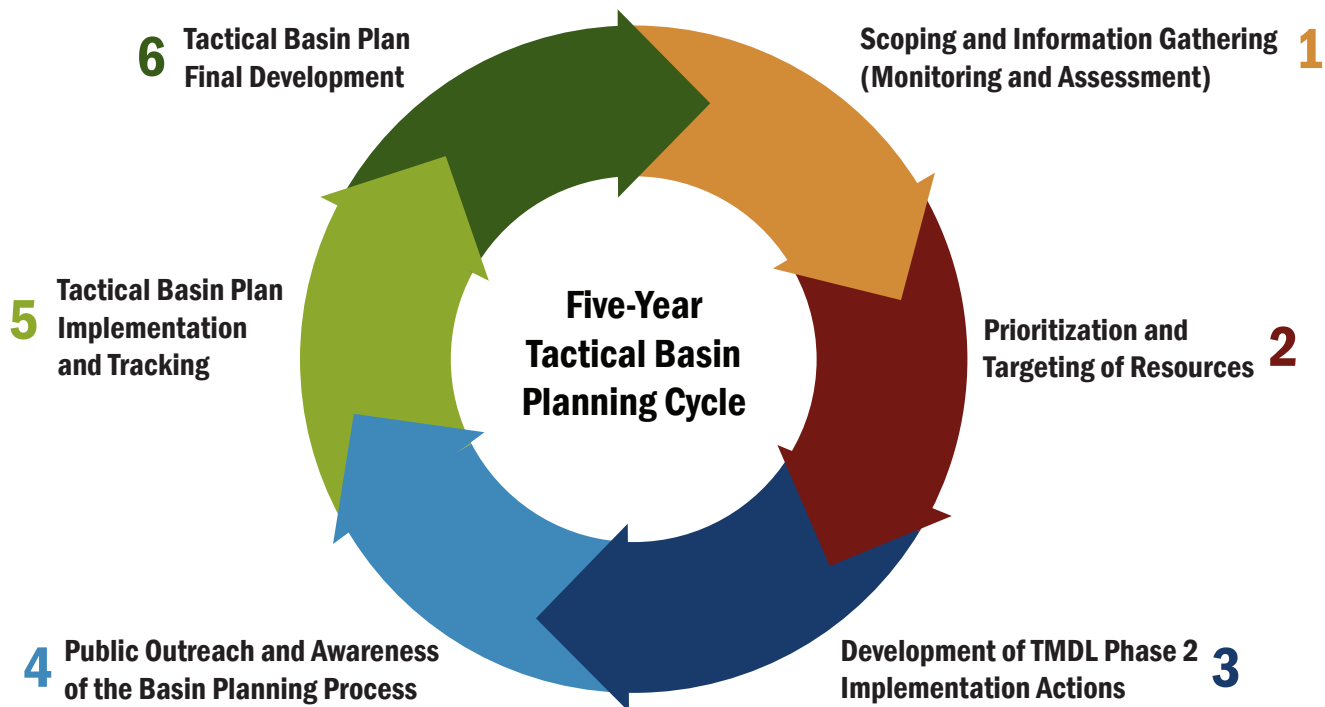 Five-Year
Tactical Basin
Planning Cycle
1
Scoping and Information Gathering
(Monitoring and Assessment)
2
Prioritization and
Targeting of Resources
3
Development of TMDL Phase 2
Implementation Actions
4
Public Outreach and Awareness
of the Basin Planning Process
5
Tactical Basin Plan
Implementation
and Tracking
6
Tactical Basin Plan
Final Development